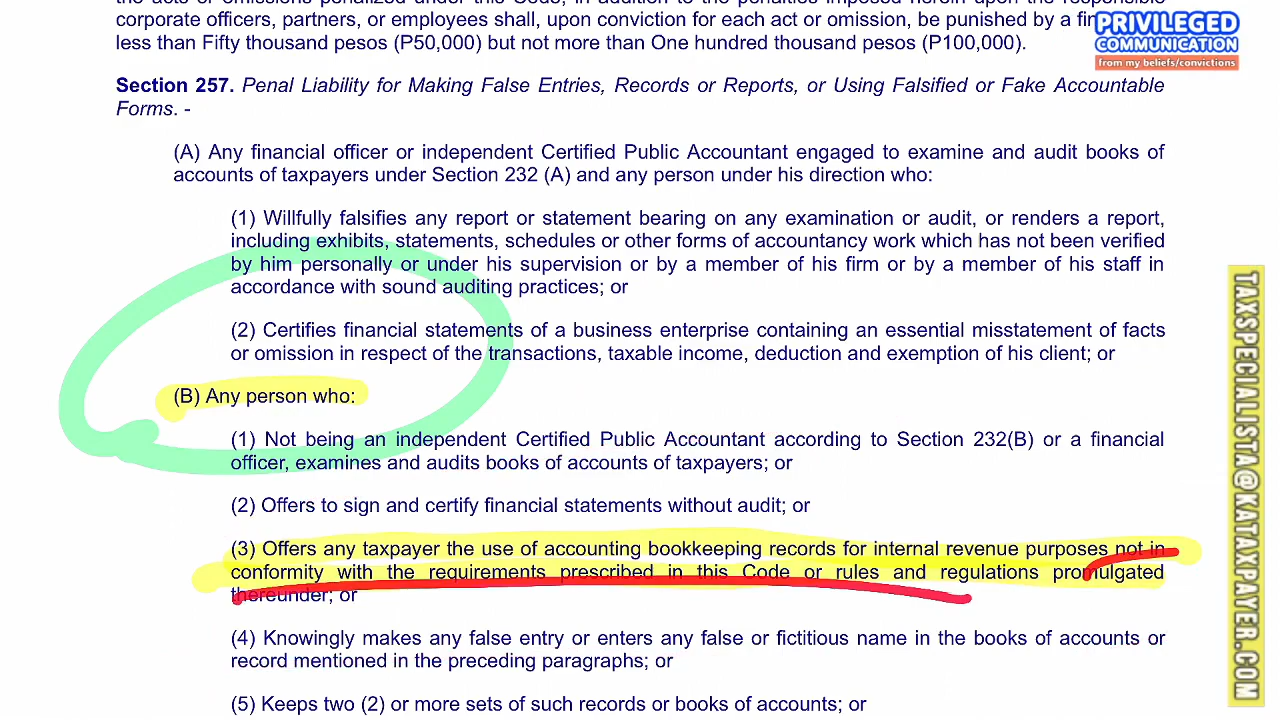 the acts or omissions penalized under this Code, in addition to the penalties imposed herein upon the responsible
corporate officers, partners, or employees shall, upon conviction for each act or omission, be punished by a fin
less than Fifty thousand pesos (P50,000) but not more than One hundred thousand pesos (P100,000).
PRIVILEGED
COMMUNICATION
from my beliefs/convictions
Section 257. Penal Liability for Making False Entries, Records or Reports, or Using Falsified or Fake Accountable
Forms. -
(A) Any financial officer or independent Certified Public Accountant engaged to examine and audit books of
accounts of taxpayers under Section 232 (A) and any person under his direction who:
(1) Willfully falsifies any report or statement bearing on any examination or audit, or renders a report,
including exhibits, statements, schedules or other forms of accountancy work which has not been verified
by him personally or under his supervision or by a member of his firm or by a member of his staff in
accordance with sound auditing practices; or
(2) Certifies financial statements of a business enterprise containing an essential misstatement of facts
or omission in respect of the transactions, taxable income, deduction and exemption of his client; or
(B) Any person who:
(1) Not being an independent Certified Public Accountant according to Section 232(B) or a financial
officer, examines and audits books of accounts of taxpayers; or
(2) Offers to sign and certify financial statements without audit; or
(3) Offers any taxpayer the use of accounting bookkeeping records for internal revenue purposes not in
conformity with the requirements prescribed in this Code or rules and regulations promulgated
thereunder; or
(4) Knowingly makes any false entry or enters any false or fictitious name in the books of accounts or
record mentioned in the preceding paragraphs; or
(5) Keeps two (2) or more sets of such records or books of accounts; or
TAXSPECIALISTA@KATAXPAYER.COM